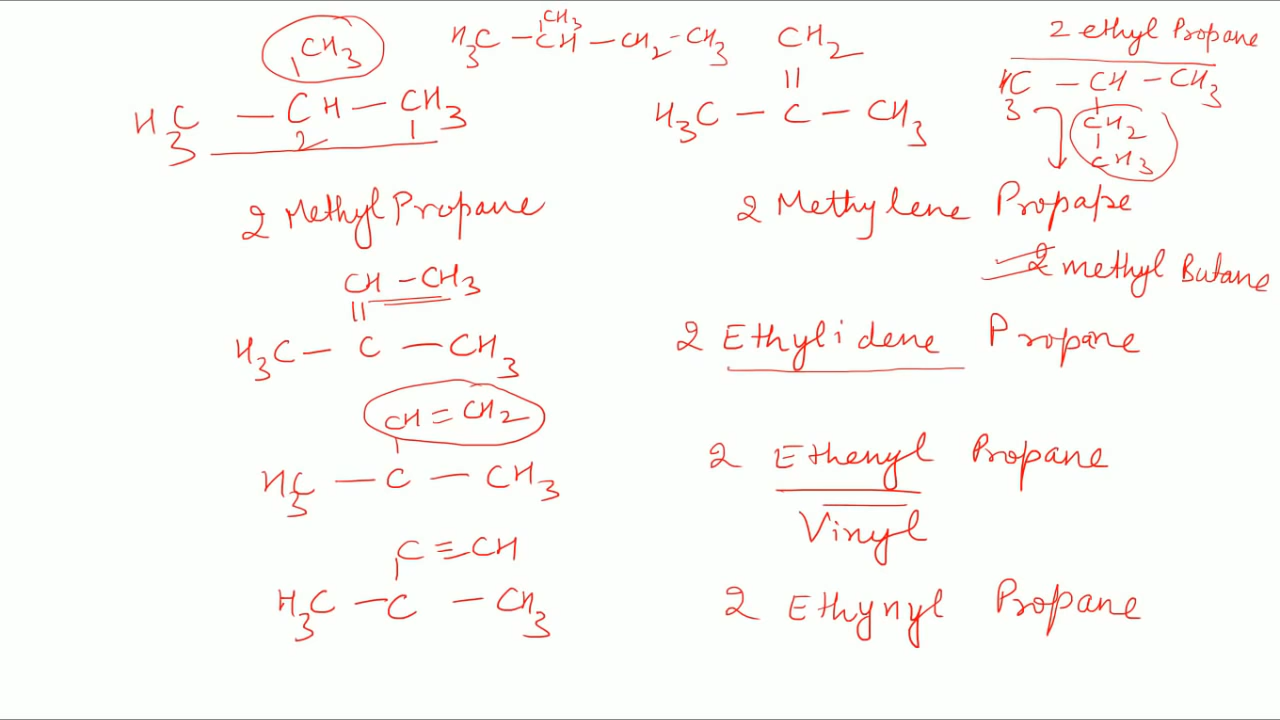 CH3
H3C – CH(CH3) – CH2 – CH3
CH2
2 ethyl Propane
H3C – CH – CH3
2 1
||
H3C – C – CH3
H3C – CH – CH3
CH2
CH3
2 Methyl Propane
2 Methylene Propane
2 methyl Butane
CH – CH3
||
H3C – C – CH3
2 Ethylidene Propane
CH = CH2
H3C – C – CH3
2 Ethenyl Propane
Vinyl
C ≡ CH
H3C – C – CH3
2 Ethynyl Propane